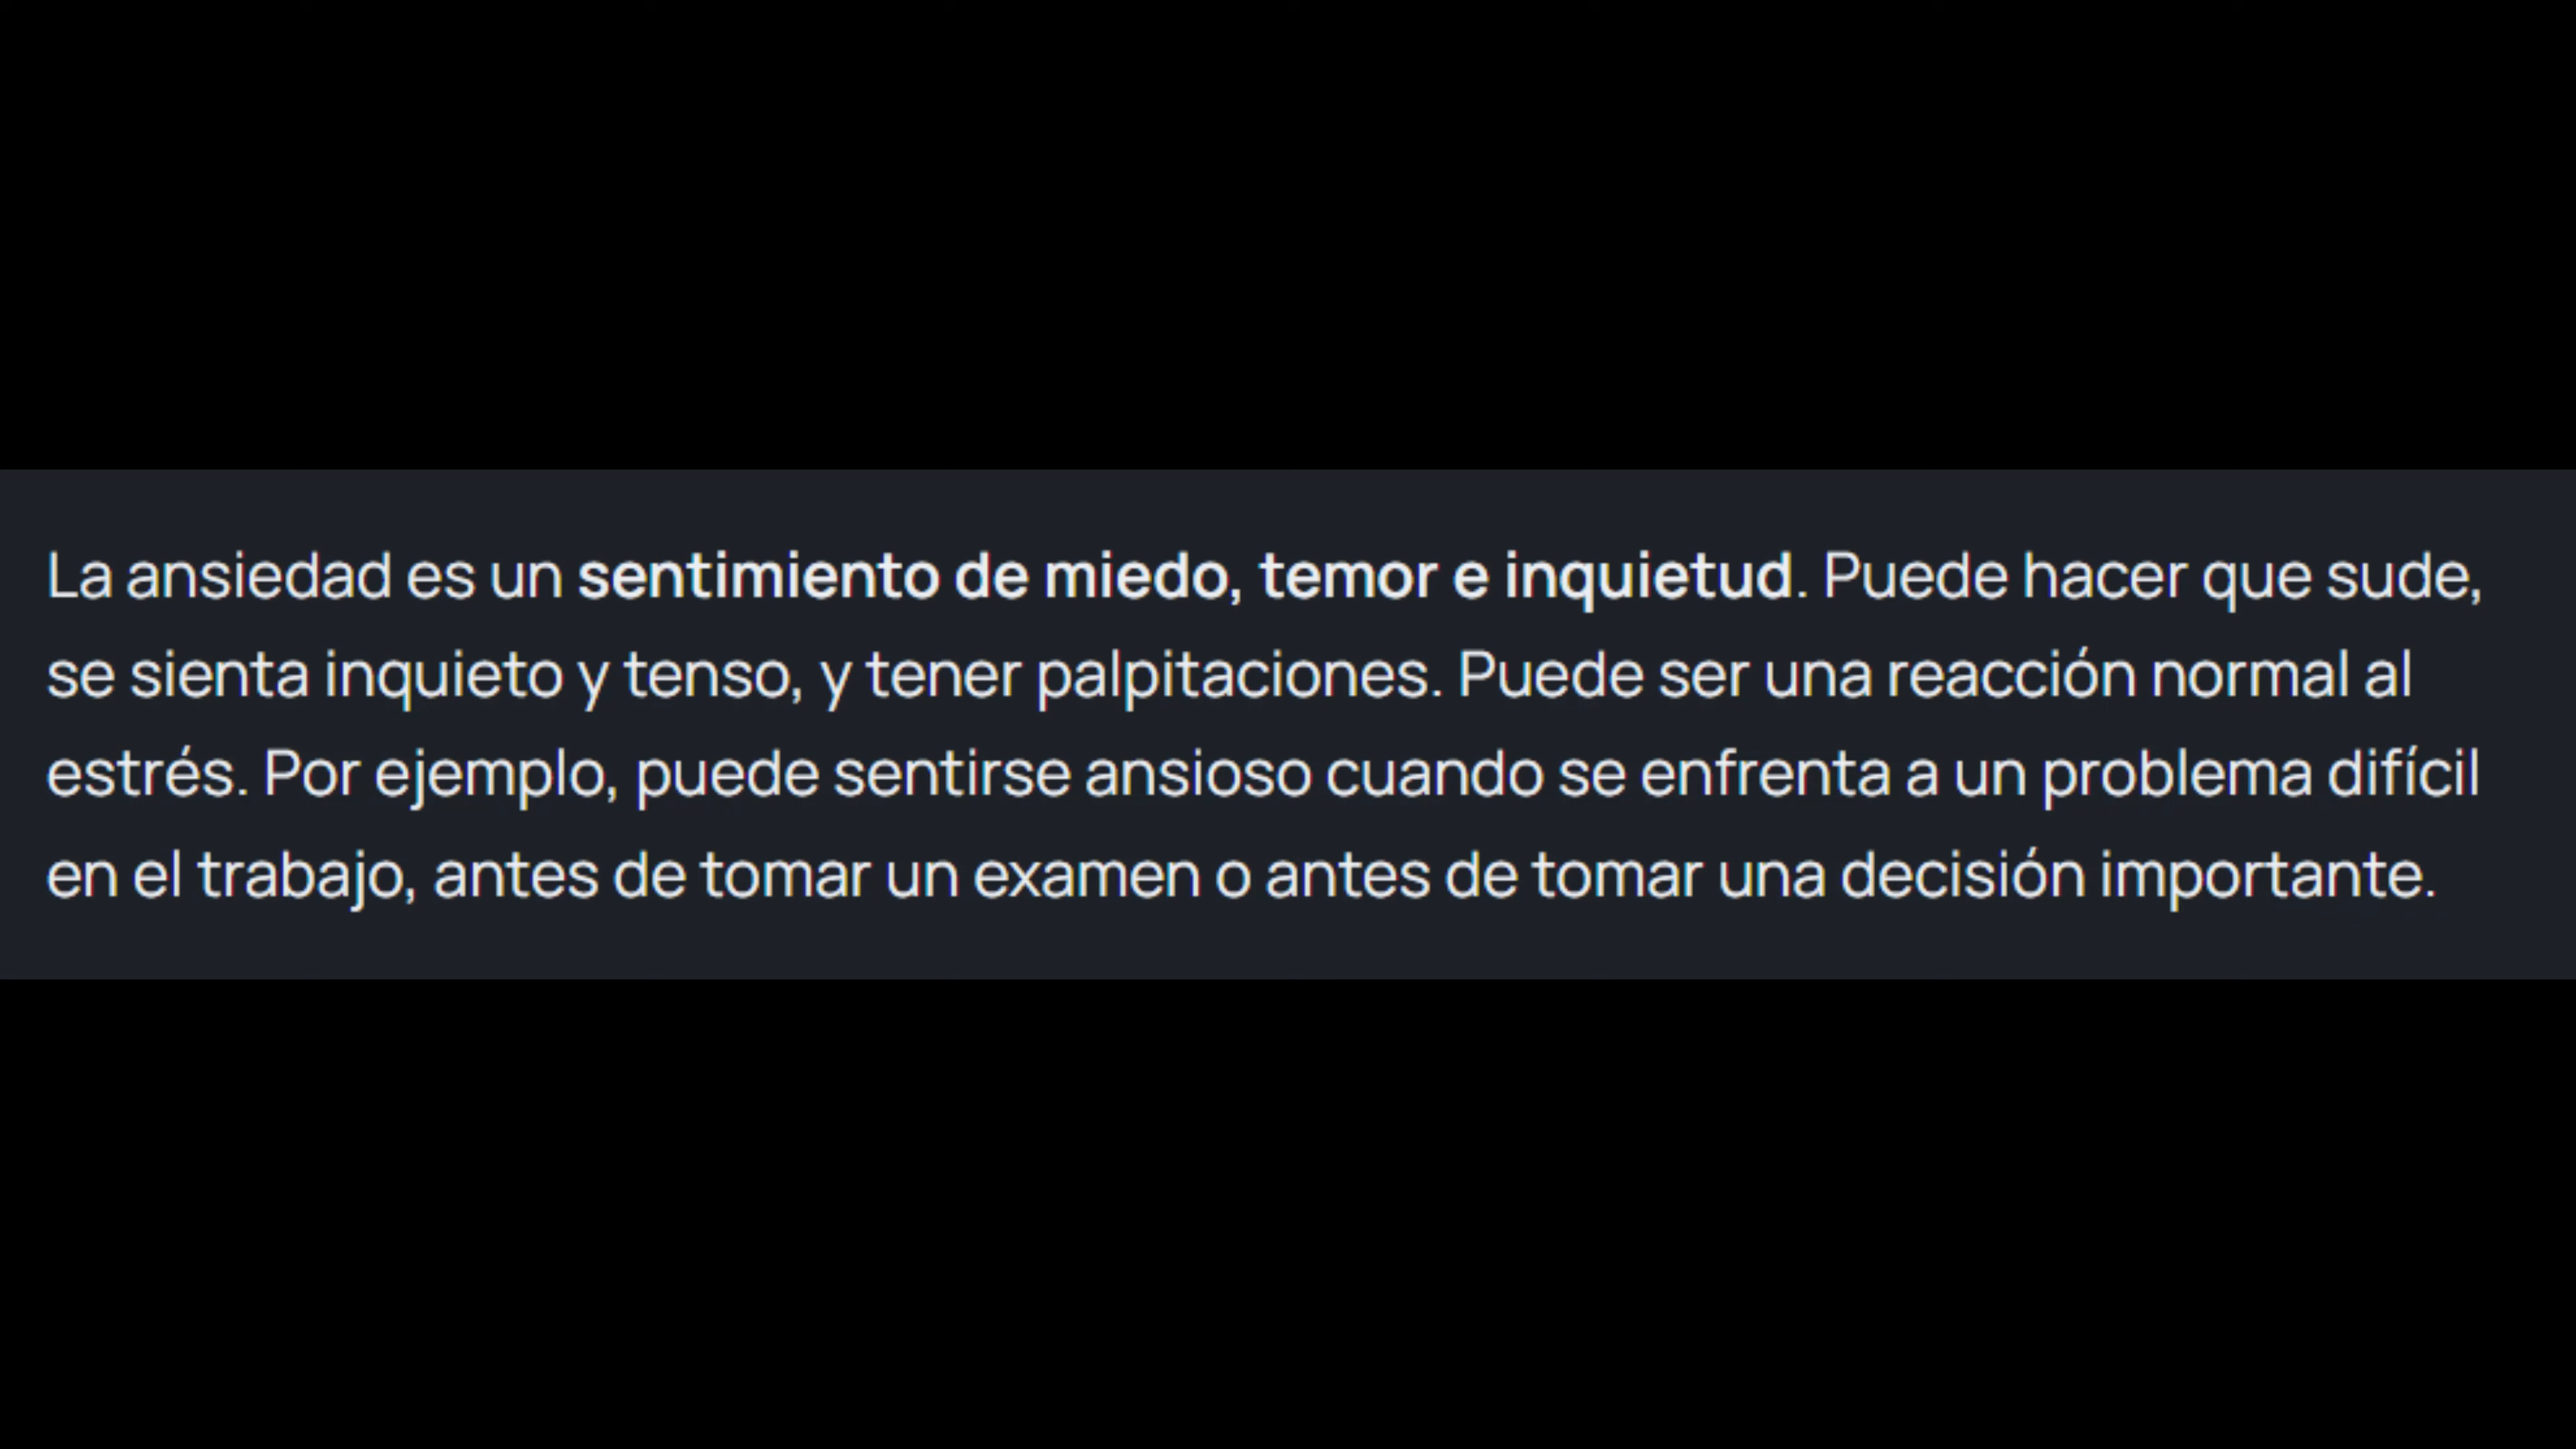 La ansiedad es un sentimiento de miedo, temor e inquietud. Puede hacer que sude,
se sienta inquieto y tenso, y tener palpitaciones. Puede ser una reacción normal al
estrés. Por ejemplo, puede sentirse ansioso cuando se enfrenta a un problema difícil
en el trabajo, antes de tomar un examen o antes de tomar una decisión importante.